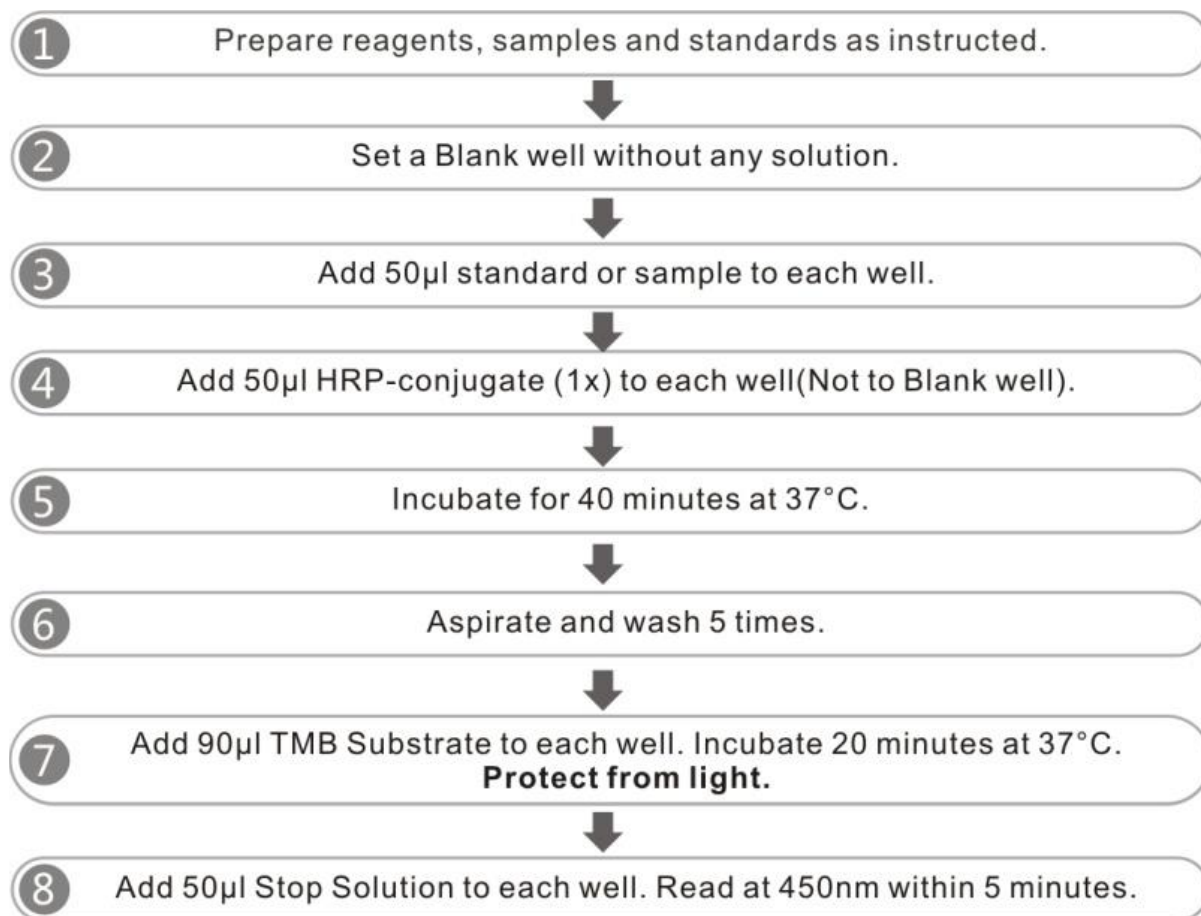 1 Prepare reagents, samples and standards as instructed.
2 Set a Blank well without any solution.
3 Add 50µl standard or sample to each well.
4 Add 50µl HRP-conjugate (1x) to each well(Not to Blank well).
5 Incubate for 40 minutes at 37°C.
6 Aspirate and wash 5 times.
7 Add 90µl TMB Substrate to each well. Incubate 20 minutes at 37°C.
Protect from light.
8 Add 50µl Stop Solution to each well. Read at 450nm within 5 minutes.